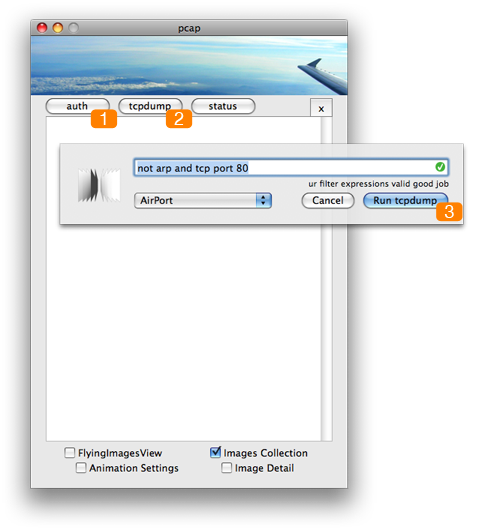 pcap
auth tcpdump status x
1 2
not arp and tcp port 80
ur filter expressions valid good job
AirPort Cancel Run tcpdump
3
FlyingImagesView Images Collection
Animation Settings Image Detail